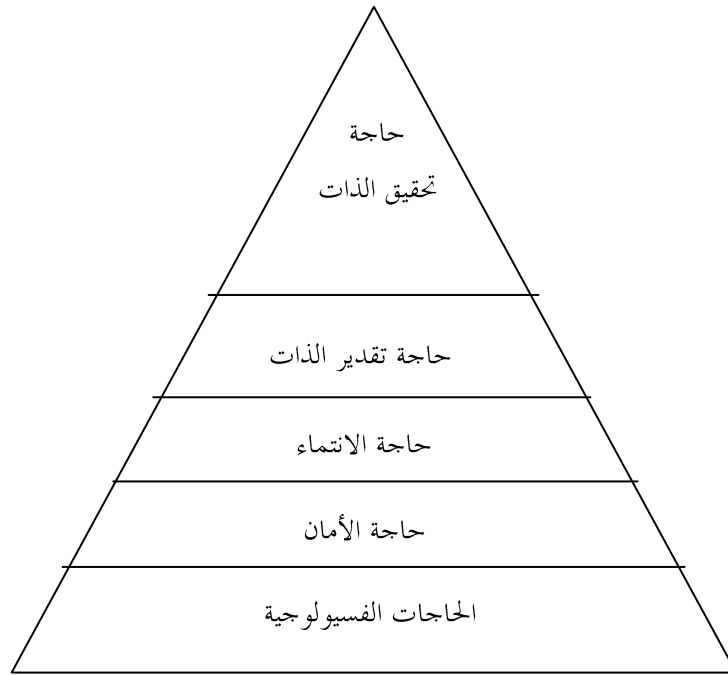 حاجة
تحقيق الذات
حاجة تقدير الذات
حاجة الانتماء
حاجة الأمان
الحاجات الفسيولوجية